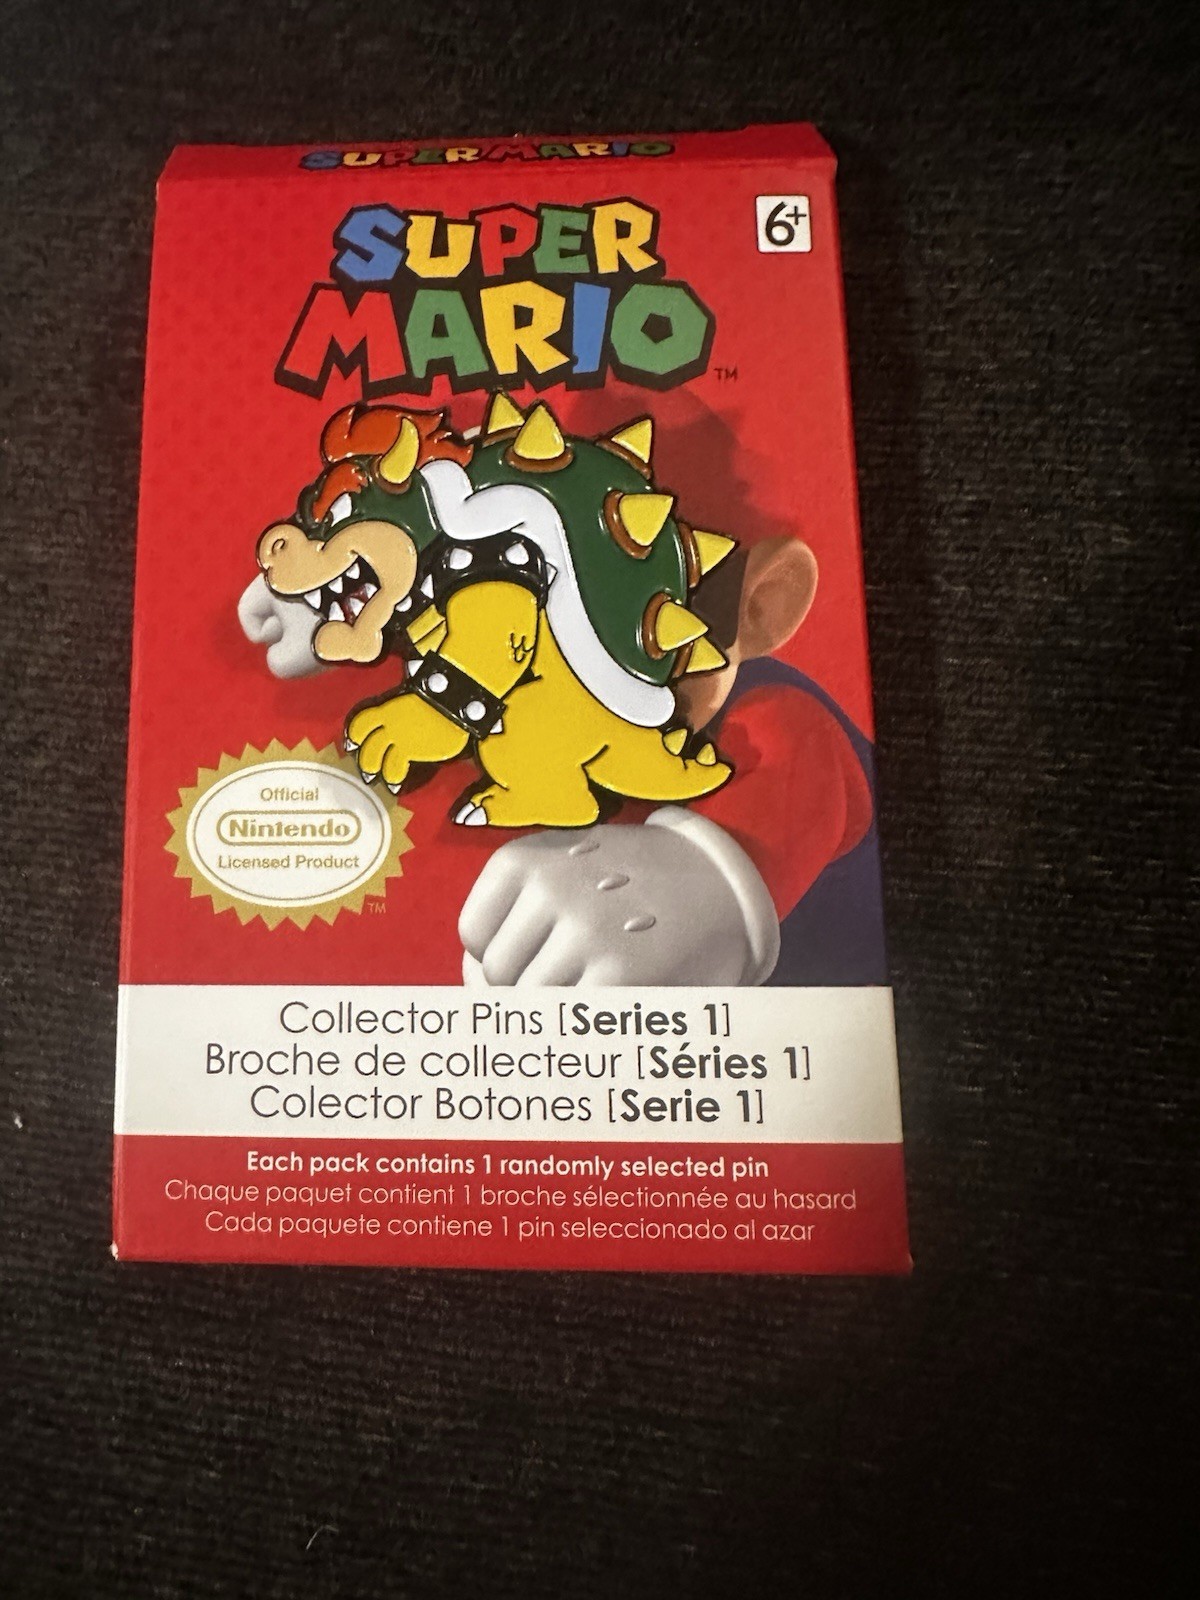 SUPER MARIO
SUPER
MARIO™
6+
Official
Nintendo
Licensed Product
TM
Collector Pins [Series 1]
Broche de collecteur [Séries 1]
Colector Botones [Serie 1]
Each pack contains 1 randomly selected pin
Chaque paquet contient 1 broche sélectionnée au hasard
Cada paquete contiene 1 pin seleccionado al azar